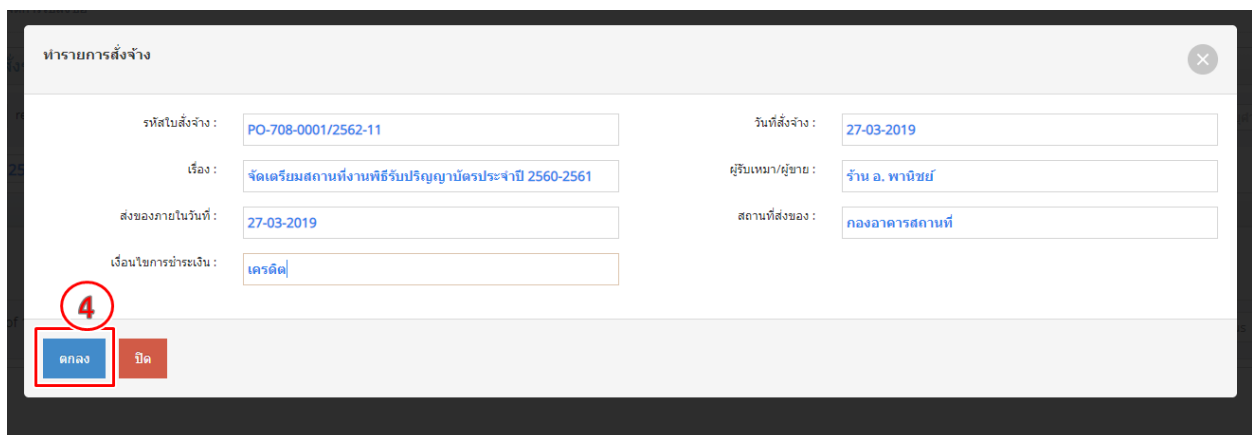 ทำรายการสั่งจ้าง
รหัสใบสั่งจ้าง : PO-708-0001/2562-11 วันที่สั่งจ้าง : 27-03-2019
เรื่อง : จัดเตรียมสถานที่งานพิธีรับปริญญาบัตรประจำปี 2560-2561 ผู้รับเหมา/ผู้ขาย : ร้าน อ. พานิชย์
ส่งของภายในวันที่ : 27-03-2019 สถานที่ส่งของ : กองอาคารสถานที่
เงื่อนไขการชำระเงิน : เครดิต
4
ตกลง ปิด